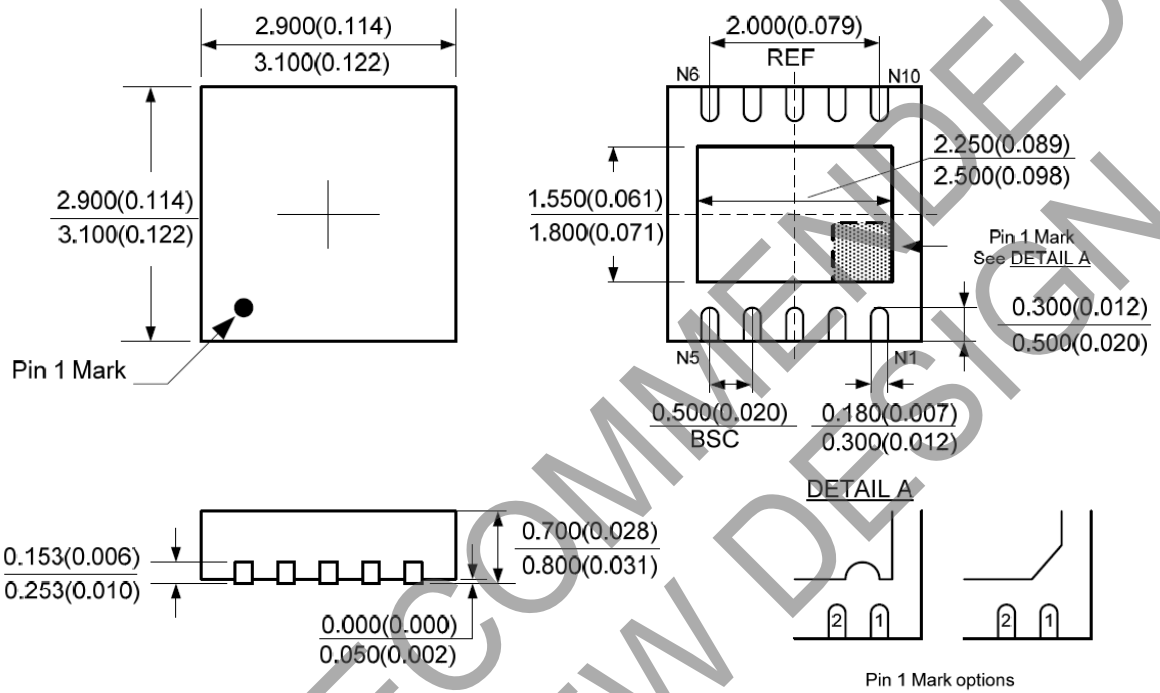 2.900(0.114)
3.100(0.122)
2.900(0.114)
3.100(0.122)
Pin 1 Mark
2.000(0.079)
REF
N6
N10
2.250(0.089)
2.500(0.098)
1.550(0.061)
1.800(0.071)
Pin 1 Mark
See DETAIL A
0.300(0.012)
0.500(0.020)
N5
N1
0.500(0.020)
BSC
0.180(0.007)
0.300(0.012)
0.153(0.006)
0.253(0.010)
0.700(0.028)
0.800(0.031)
0.000(0.000)
0.050(0.002)
DETAIL A
2 1
2 1
Pin 1 Mark options
ECOMMENDED
W DESIGN